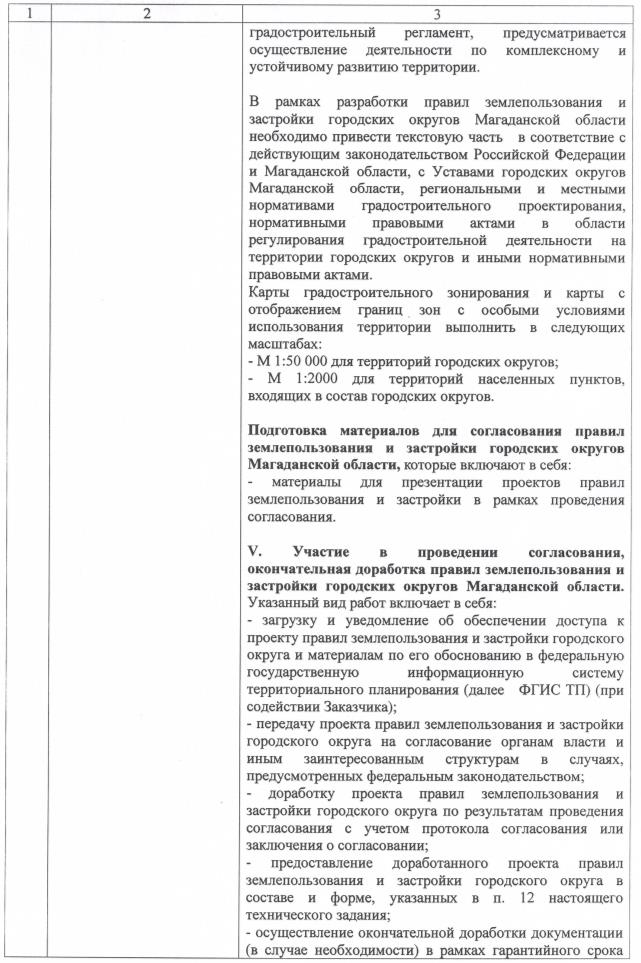 1 2 3
градостроительный регламент, предусматривается
осуществление деятельности по комплексному и
устойчивому развитию территории.
В рамках разработки правил землепользования и
застройки городских округов Магаданской области
необходимо привести текстовую часть в соответствие с
действующим законодательством Российской Федерации
и Магаданской области, с Уставами городских округов
Магаданской области, региональными и местными
нормативами градостроительного проектирования,
нормативными правовыми актами в области
регулирования градостроительной деятельности на
территории городских округов и иными нормативными
правовыми актами.
Карты градостроительного зонирования и карты с
отображением границ зон с особыми условиями
использования территории выполнить в следующих
масштабах:
- М 1:50 000 для территорий городских округов;
- М 1:2000 для территорий населенных пунктов,
входящих в состав городских округов.
Подготовка материалов для согласования правил
землепользования и застройки городских округов
Магаданской области, которые включают в себя:
- материалы для презентации проектов правил
землепользования и застройки в рамках проведения
согласования.
V. Участие в проведении согласования,
окончательная доработка правил землепользования и
застройки городских округов Магаданской области.
Указанный вид работ включает в себя:
- загрузку и уведомление об обеспечении доступа к
проекту правил землепользования и застройки городского
округа и материалам по его обоснованию в федеральную
государственную информационную систему
территориального планирования (далее ФГИС ТП) (при
содействии Заказчика);
- передачу проекта правил землепользования и застройки
городского округа на согласование органам власти и
иным заинтересованным структурам в случаях,
предусмотренных федеральным законодательством;
- доработку проекта правил землепользования и
застройки городского округа по результатам проведения
согласования с учетом протокола согласования или
заключения о согласовании;
- предоставление доработанного проекта правил
землепользования и застройки городского округа в
составе и форме, указанных в п. 12 настоящего
технического задания;
- осуществление окончательной доработки документации
(в случае необходимости) в рамках гарантийного срока